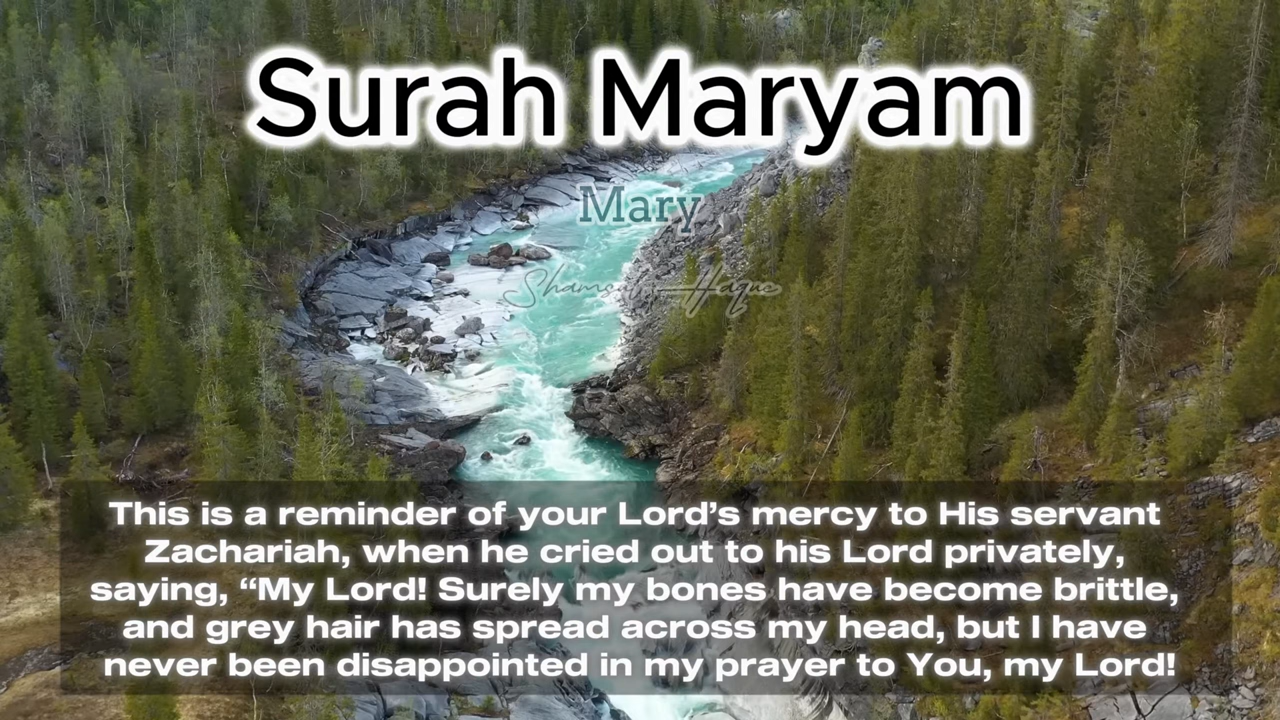 Surah Maryam
Mary
Shamsul Haque
This is a reminder of your Lord’s mercy to His servant
Zachariah, when he cried out to his Lord privately,
saying, “My Lord! Surely my bones have become brittle,
and grey hair has spread across my head, but I have
never been disappointed in my prayer to You, my Lord!